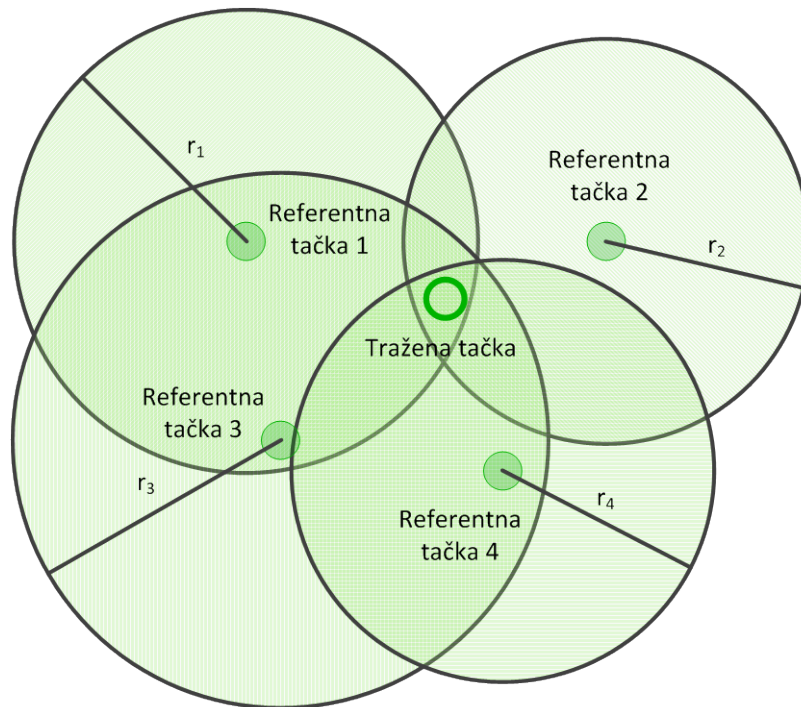 r₁
Referentna
tačka 1
Referentna
tačka 2
r₂
Tražena tačka
Referentna
tačka 3
r₃
Referentna
tačka 4
r₄